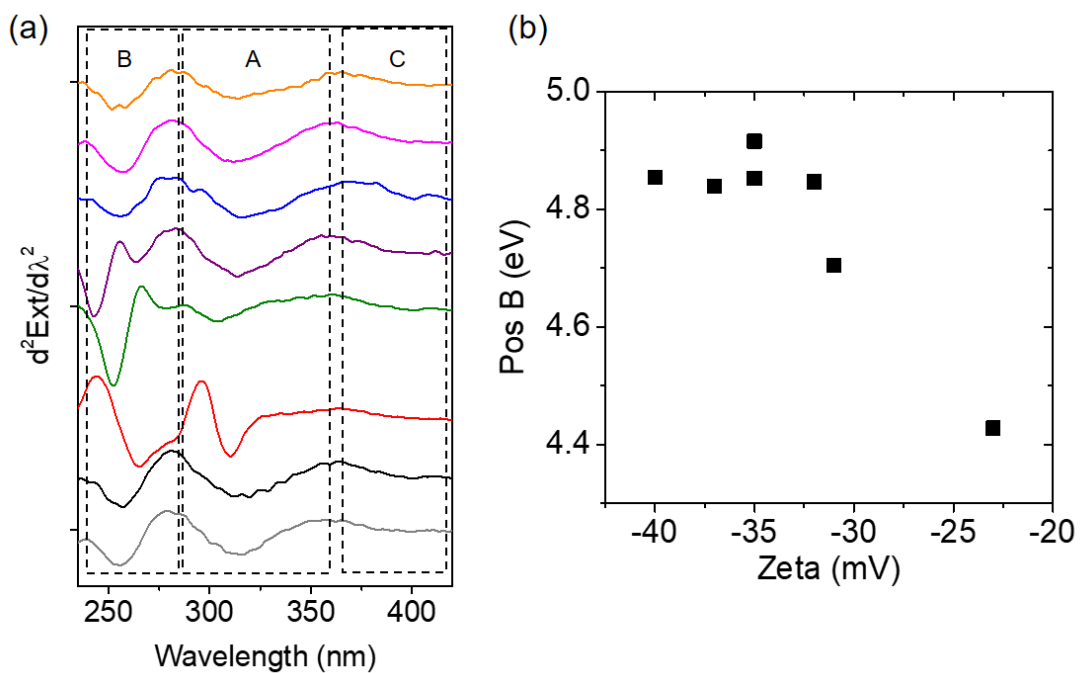 (a)
B
A
C
d²Ext/dλ²
250
300
350
400
Wavelength (nm)
(b)
5.0
4.8
4.6
4.4
Pos B (eV)
-40
-35
-30
-25
-20
Zeta (mV)